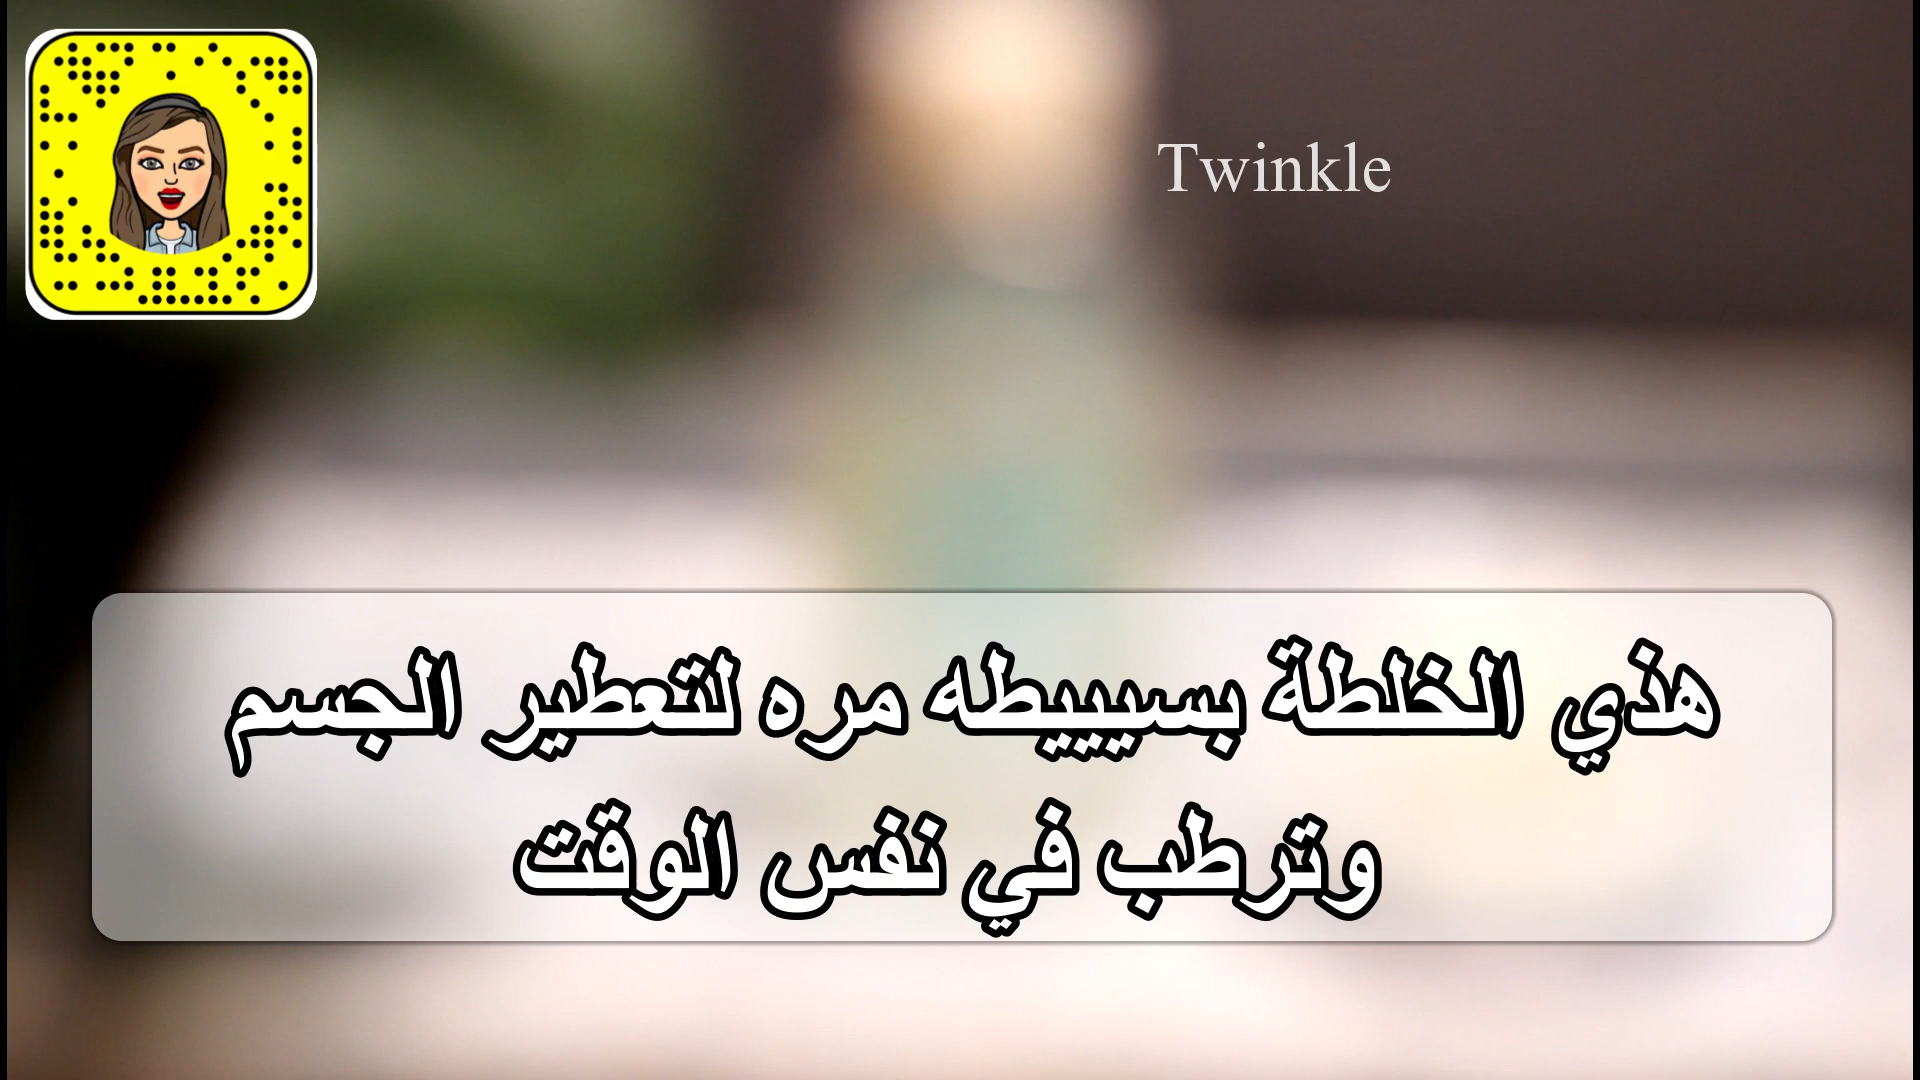 Twinkle
هذي الخلطة بسيييطه مره لتعطير الجسم
وترطب في نفس الوقت